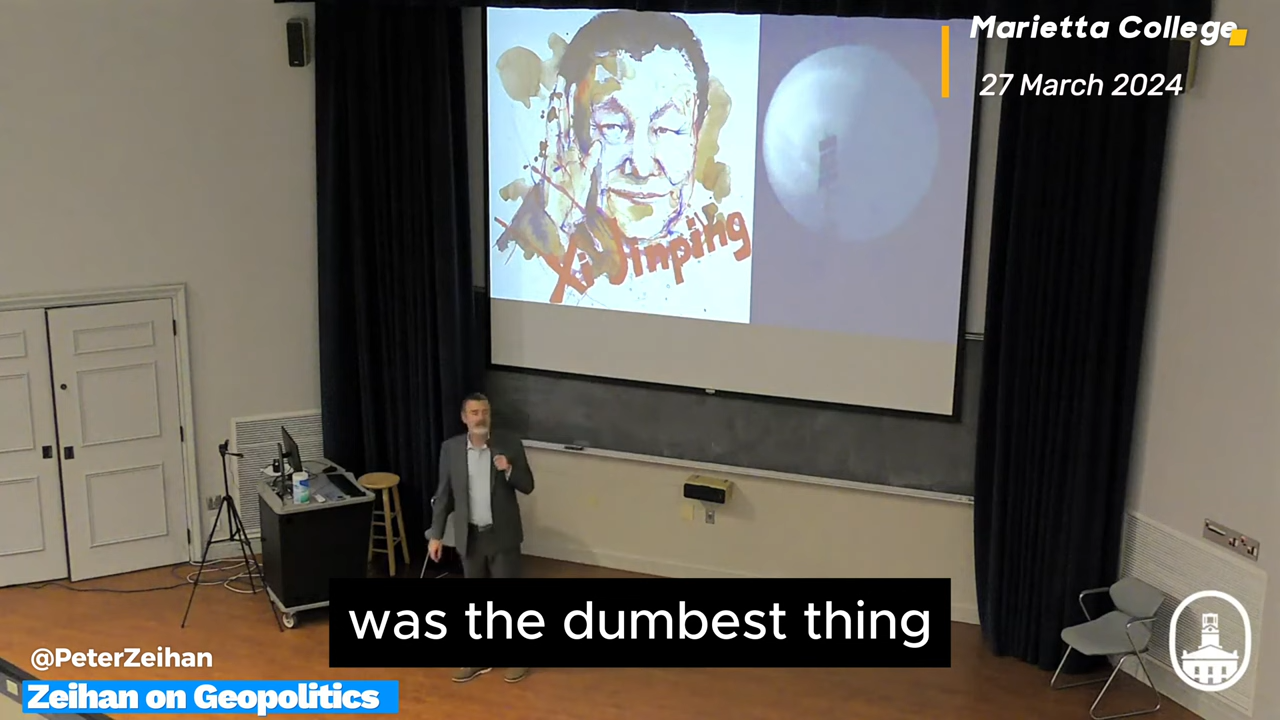 Marietta College
27 March 2024
Xi Jinping
was the dumbest thing
@PeterZeihan
Zeihan on Geopolitics